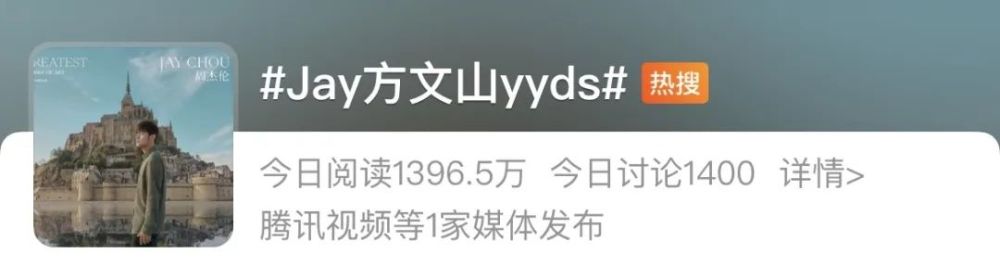 REATEST
JAY CHOU
周杰伦
#Jay方文山yyds#
热搜
今日阅读1396.5万 今日讨论1400 详情>
腾讯视频等1家媒体发布